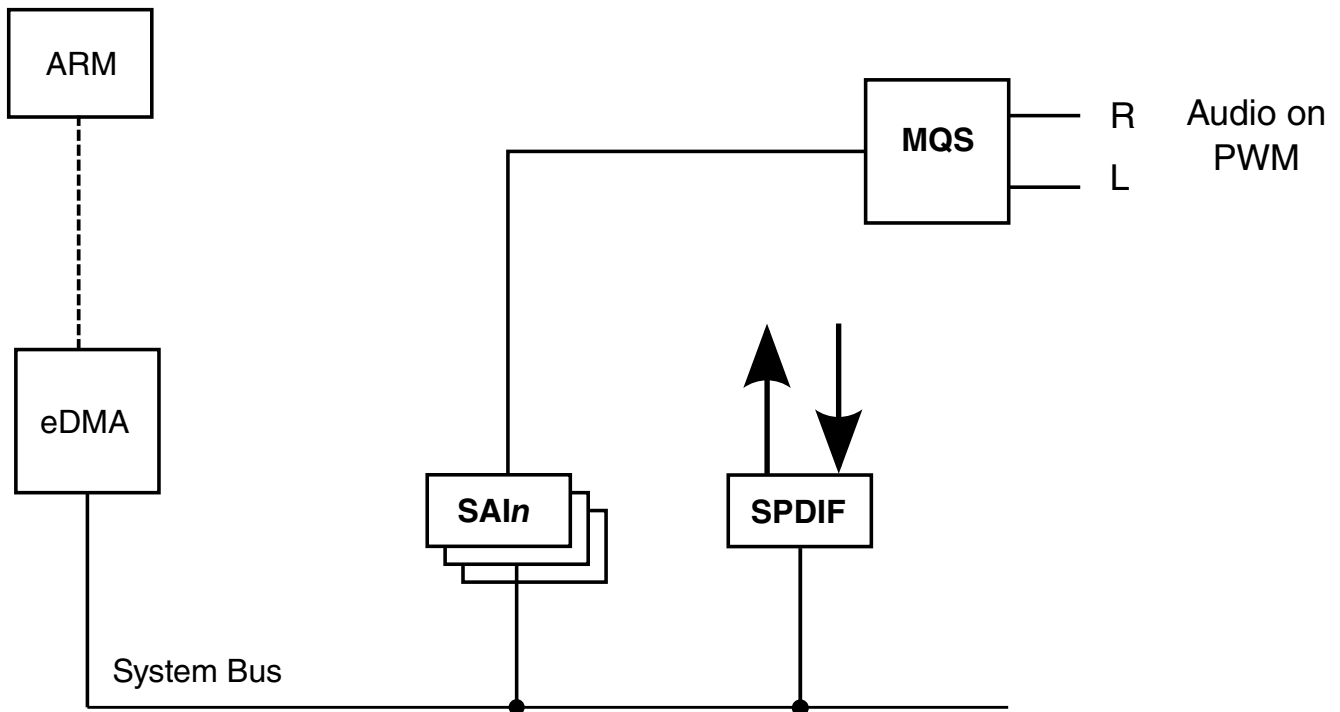 ARM
MQS
R
L
Audio on
PWM
eDMA
SAIn
SPDIF
System Bus